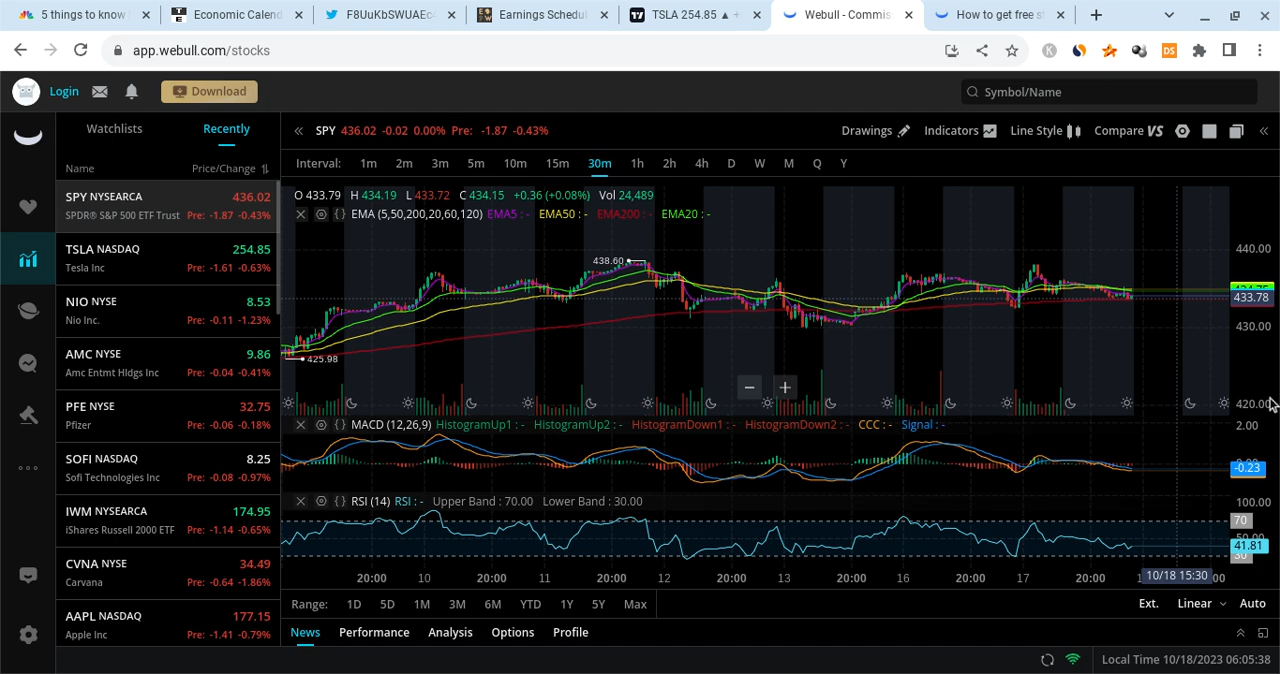 5 things to know
Economic Calend
F8UuKbSWUAEc
Earnings Schedu
TSLA 254.85 ▲ +
Webull - Commis
How to get free s
app.webull.com/stocks
Login
Download
Symbol/Name
Watchlists
Recently
Name
Price/Change
SPY NYSEARCA
436.02
SPDR® S&P 500 ETF Trust
Pre: -1.87 -0.43%
TSLA NASDAQ
254.85
Tesla Inc
Pre: -1.61 -0.63%
NIO NYSE
8.53
Nio Inc.
Pre: -0.11 -1.23%
AMC NYSE
9.86
Amc Entmt Hldgs Inc
Pre: -0.04 -0.41%
PFE NYSE
32.75
Pfizer
Pre: -0.06 -0.18%
SOFI NASDAQ
8.25
Sofi Technologies Inc
Pre: -0.08 -0.97%
IWM NYSEARCA
174.95
iShares Russell 2000 ETF
Pre: -1.14 -0.65%
CVNA NYSE
34.49
Carvana
Pre: -0.64 -1.86%
AAPL NASDAQ
177.15
Apple Inc
Pre: -1.41 -0.79%
SPY 436.02 -0.02 0.00% Pre: -1.87 -0.43%
Drawings
Indicators
Line Style
Compare VS
Interval: 1m 2m 3m 5m 10m 15m 30m 1h 2h 4h D W M Q Y
O 433.79 H 434.19 L 433.72 C 434.15 +0.36 (+0.08%) Vol 24,489
EMA (5,50,200,20,60,120) EMA5 : - EMA50 : - EMA200 : - EMA20 : -
438.60
425.98
440.00
433.78
430.00
420.00
MACD (12,26,9) HistogramUp1 : - HistogramUp2 : - HistogramDown1 : - HistogramDown2 : - CCC : - Signal : -
2.00
-0.23
RSI (14) RSI : - Upper Band : 70.00 Lower Band : 30.00
100.00
70
41.81
30
20:00 10 20:00 11 20:00 12 20:00 13 20:00 16 20:00 17 20:00
10/18 15:30
Range: 1D 5D 1M 3M 6M YTD 1Y 5Y Max
Ext. Linear Auto
News Performance Analysis Options Profile
Local Time 10/18/2023 06:05:38